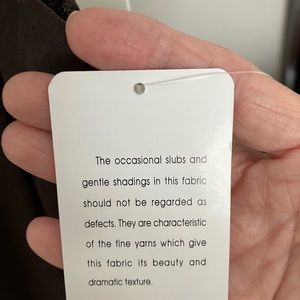 The occasional slubs and
gentle shadings in this fabric
should not be regarded as
defects. They are characteristic
of the fine yarns which give
this fabric its beauty and
dramatic texture.